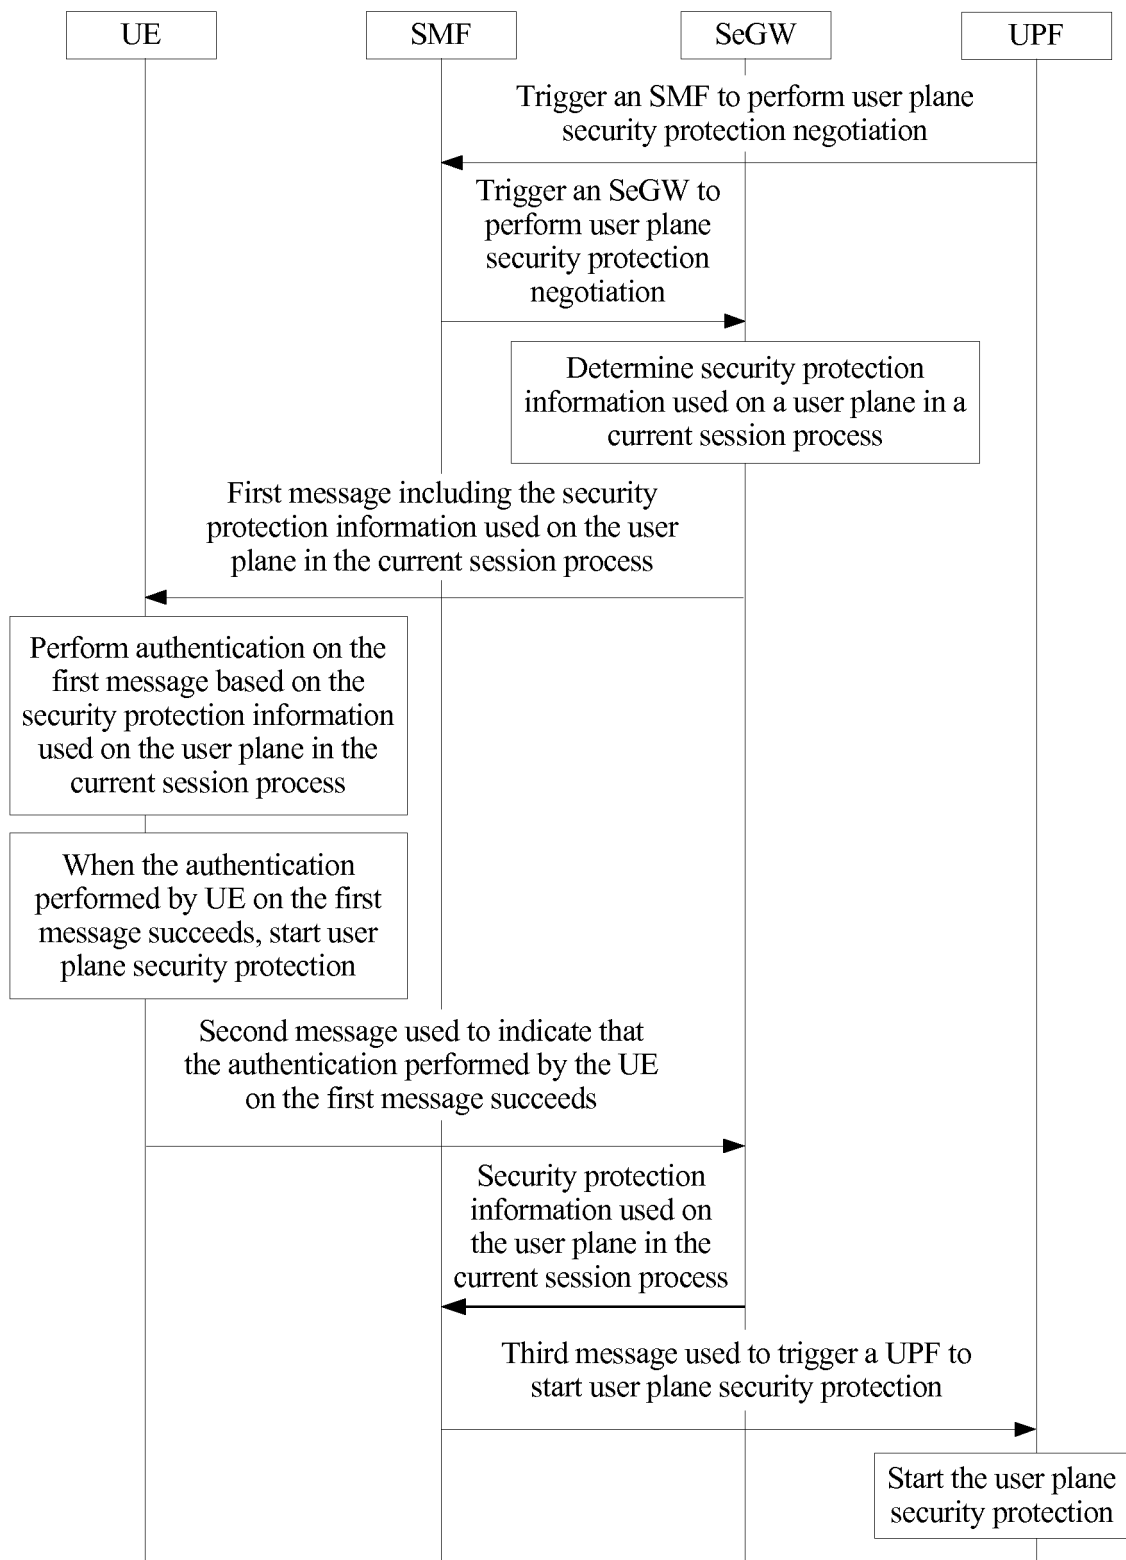 UE
SMF
SeGW
UPF
Trigger an SMF to perform user plane
security protection negotiation
Trigger an SeGW to
perform user plane
security protection
negotiation
Determine security protection
information used on a user plane in a
current session process
First message including the security
protection information used on the user
plane in the current session process
Perform authentication on the
first message based on the
security protection information
used on the user plane in the
current session process
When the authentication
performed by UE on the first
message succeeds, start user
plane security protection
Second message used to indicate that
the authentication performed by the UE
on the first message succeeds
Security protection
information used on
the user plane in the
current session process
Third message used to trigger a UPF to
start user plane security protection
Start the user plane
security protection